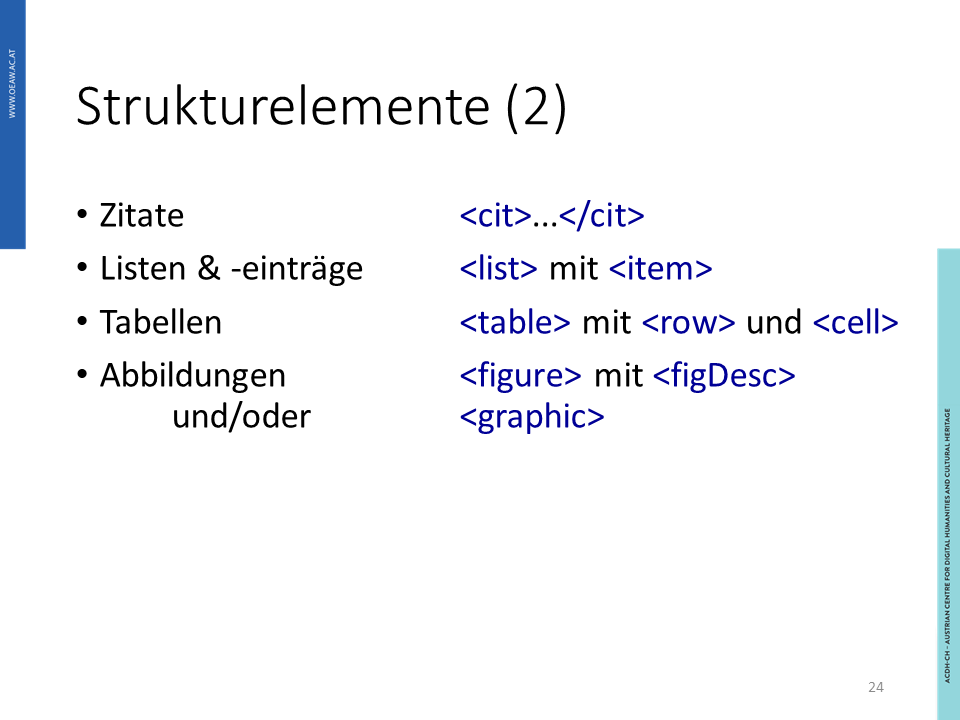 WWW.OEAW.AC.AT
Strukturelemente (2)
• Zitate <cit>...</cit>
• Listen & -einträge <list> mit <item>
• Tabellen <table> mit <row> und <cell>
• Abbildungen <figure> mit <figDesc>
und/oder <graphic>
ACDH-CH – AUSTRIAN CENTRE FOR DIGITAL HUMANITIES AND CULTURAL HERITAGE
24